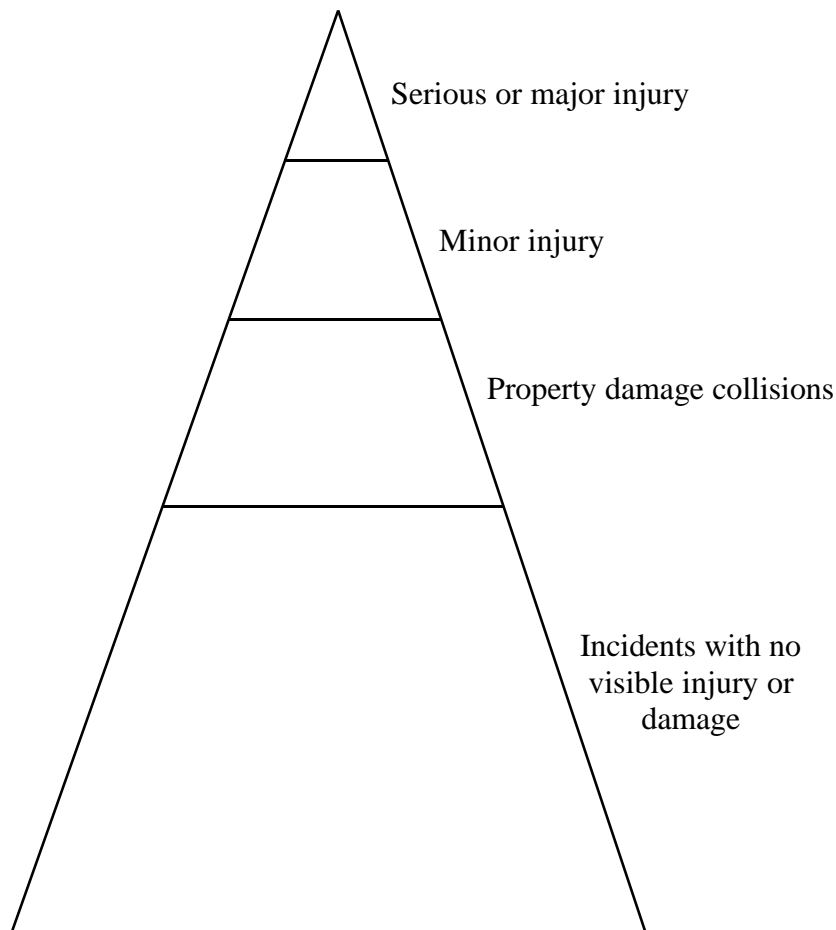 Serious or major injury
Minor injury
Property damage collisions
Incidents with no
visible injury or
damage